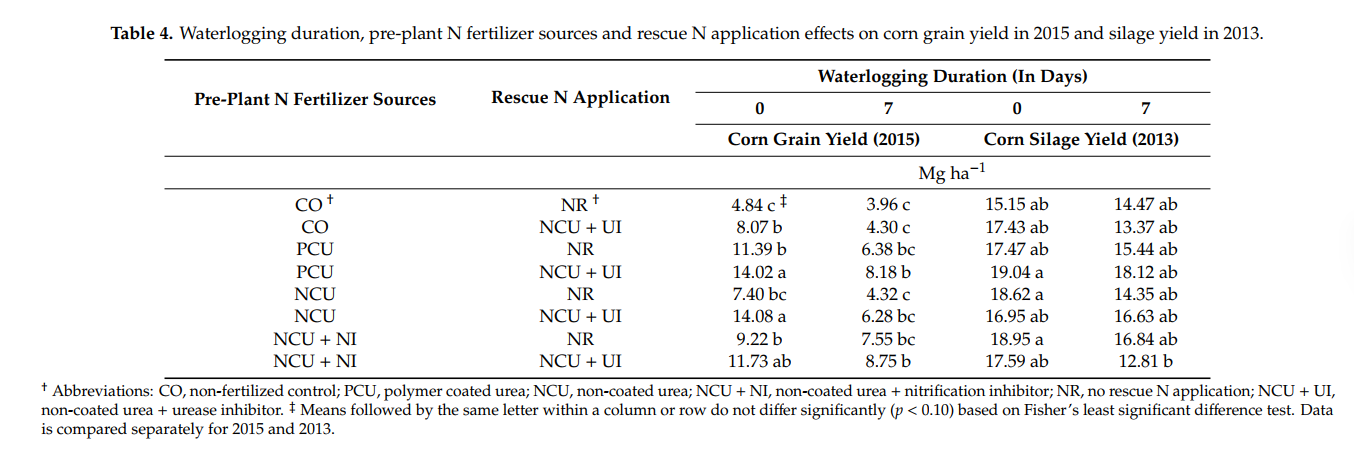 Table 4. Waterlogging duration, pre-plant N fertilizer sources and rescue N application effects on corn grain yield in 2015 and silage yield in 2013.
Pre-Plant N Fertilizer Sources Rescue N Application Waterlogging Duration (In Days)
0 7 0 7
Corn Grain Yield (2015) Corn Silage Yield (2013)
Mg ha−1
CO † NR † 4.84 c ‡ 3.96 c 15.15 ab 14.47 ab
CO NCU + UI 8.07 b 4.30 c 17.43 ab 13.37 ab
PCU NR 11.39 b 6.38 bc 17.47 ab 15.44 ab
PCU NCU + UI 14.02 a 8.18 b 19.04 a 18.12 ab
NCU NR 7.40 bc 4.32 c 18.62 a 14.35 ab
NCU NCU + UI 14.08 a 6.28 bc 16.95 ab 16.63 ab
NCU + NI NR 9.22 b 7.55 bc 18.95 a 16.84 ab
NCU + NI NCU + UI 11.73 ab 8.75 b 17.59 ab 12.81 b
† Abbreviations: CO, non-fertilized control; PCU, polymer coated urea; NCU, non-coated urea; NCU + NI, non-coated urea + nitrification inhibitor; NR, no rescue N application; NCU + UI,
non-coated urea + urease inhibitor. ‡ Means followed by the same letter within a column or row do not differ significantly (p < 0.10) based on Fisher's least significant difference test. Data
is compared separately for 2015 and 2013.